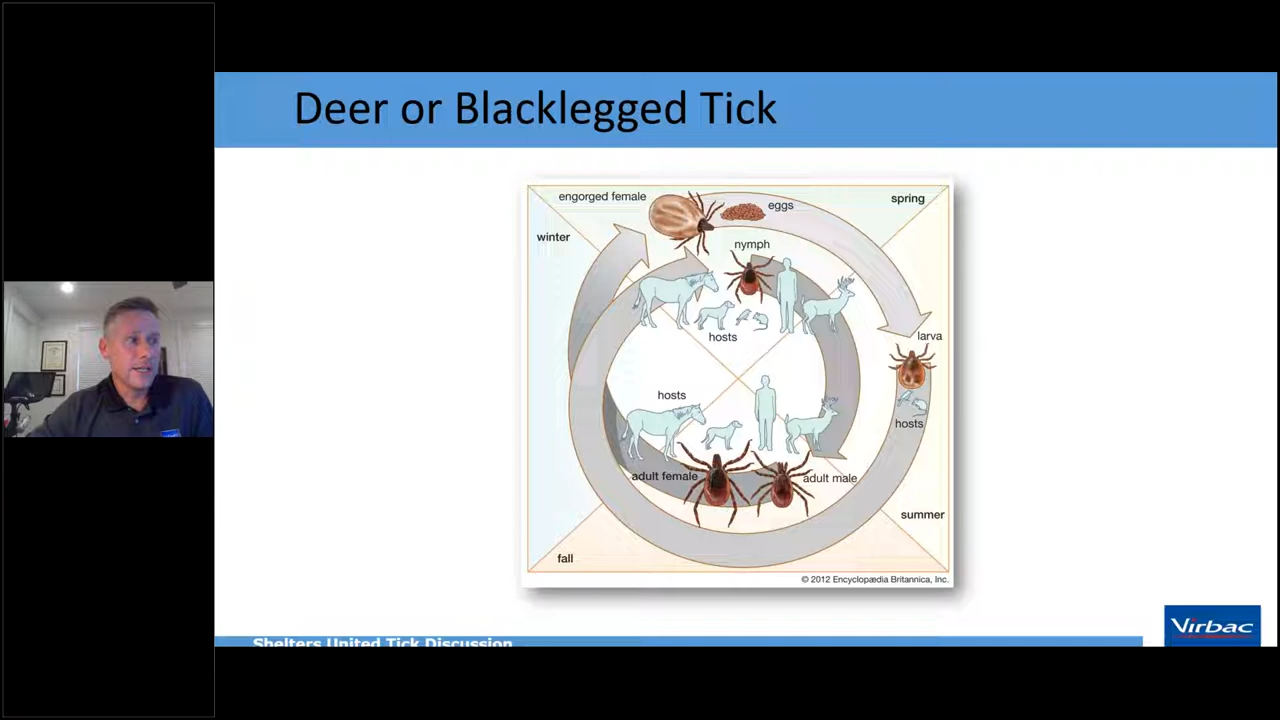 Deer or Blacklegged Tick
engorged female
eggs
spring
winter
nymph
hosts
larva
hosts
hosts
adult female
adult male
summer
fall
© 2012 Encyclopædia Britannica, Inc.
Shelters United Tick Discussion
Virbac